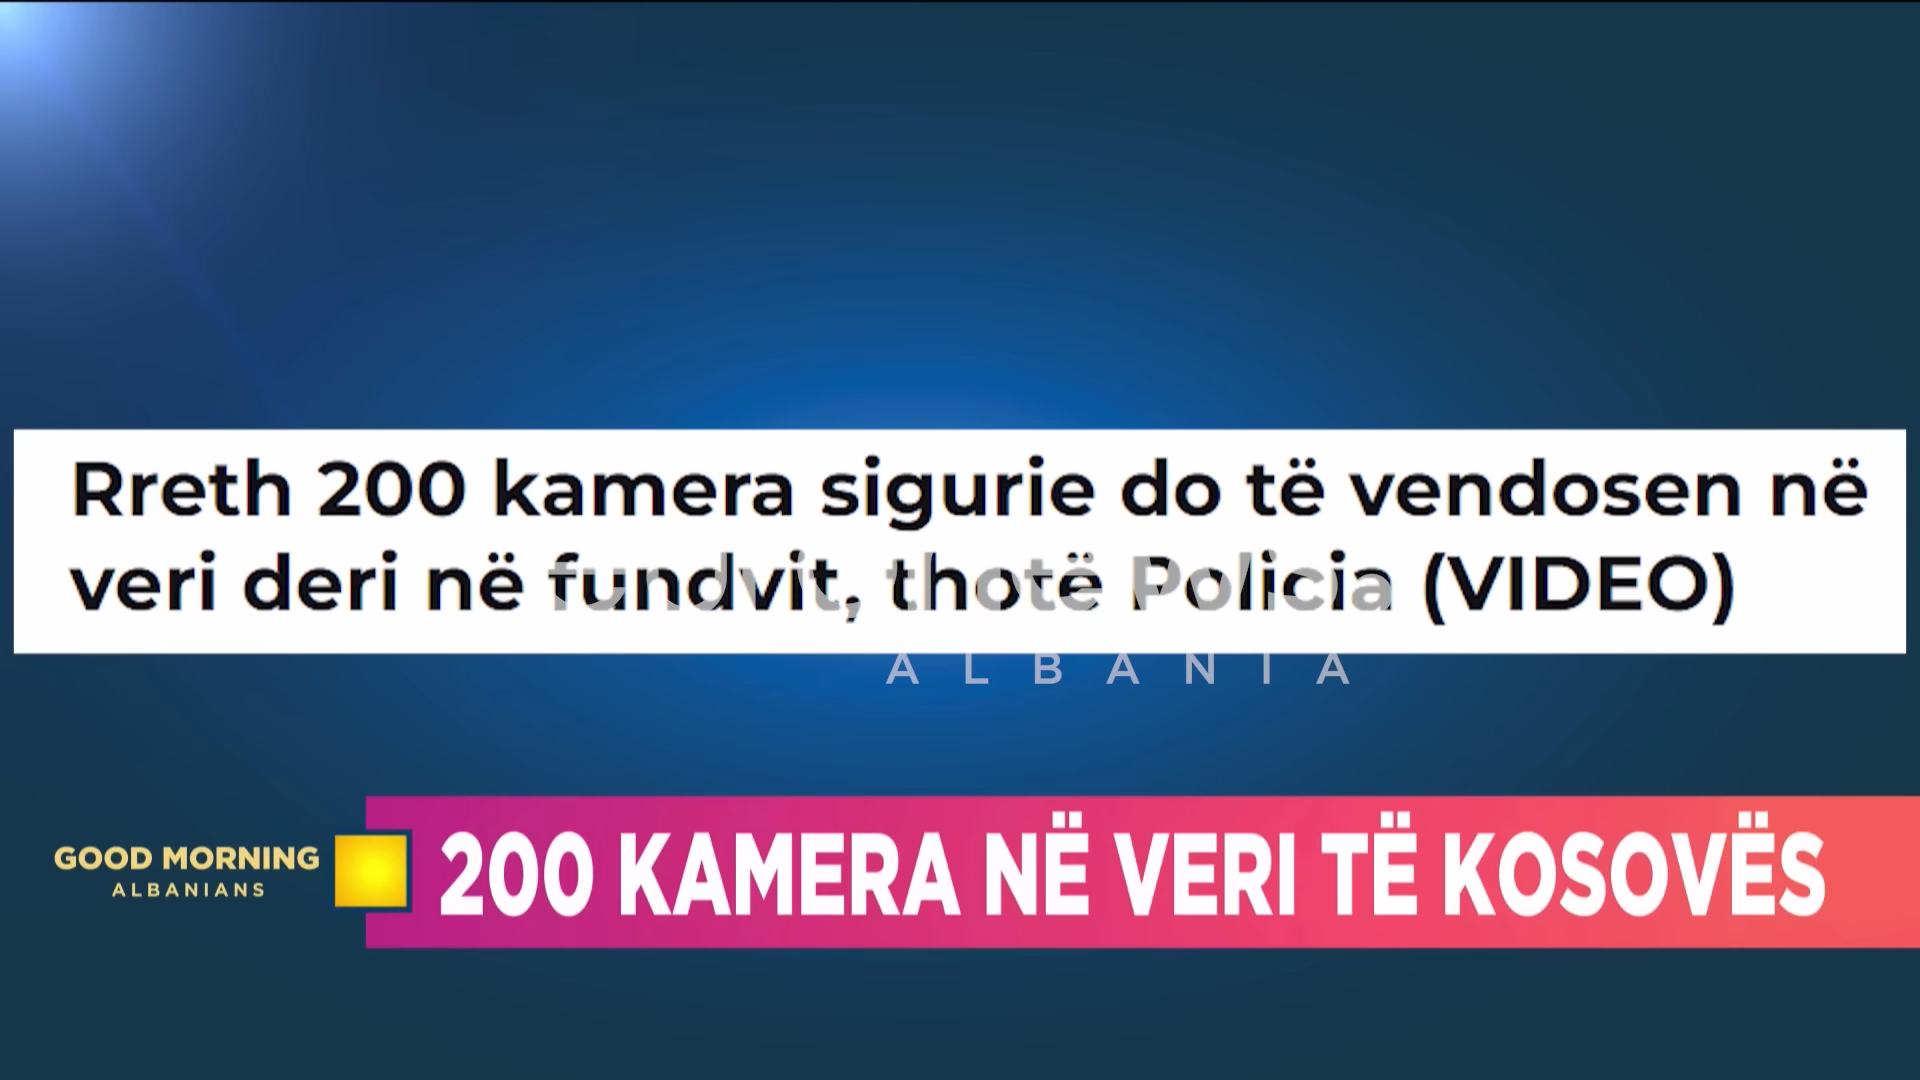 Rreth 200 kamera sigurie do të vendosen në
veri deri në fundvit, thotë Policia (VIDEO)
ALBANIA
GOOD MORNING
ALBANIANS
200 KAMERA NË VERI TË KOSOVËS